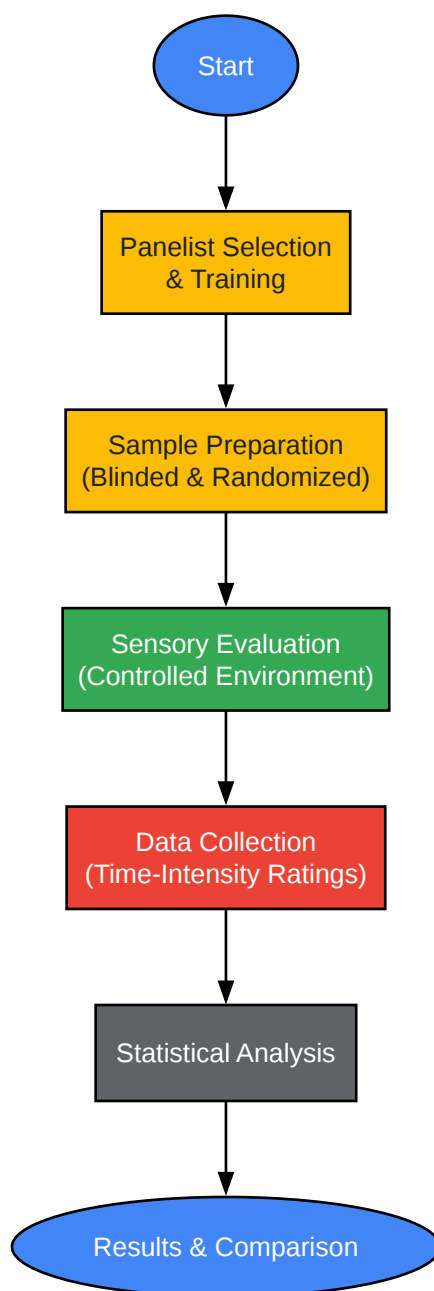 Start
Panelist Selection
& Training
Sample Preparation
(Blinded & Randomized)
Sensory Evaluation
(Controlled Environment)
Data Collection
(Time-Intensity Ratings)
Statistical Analysis
Results & Comparison